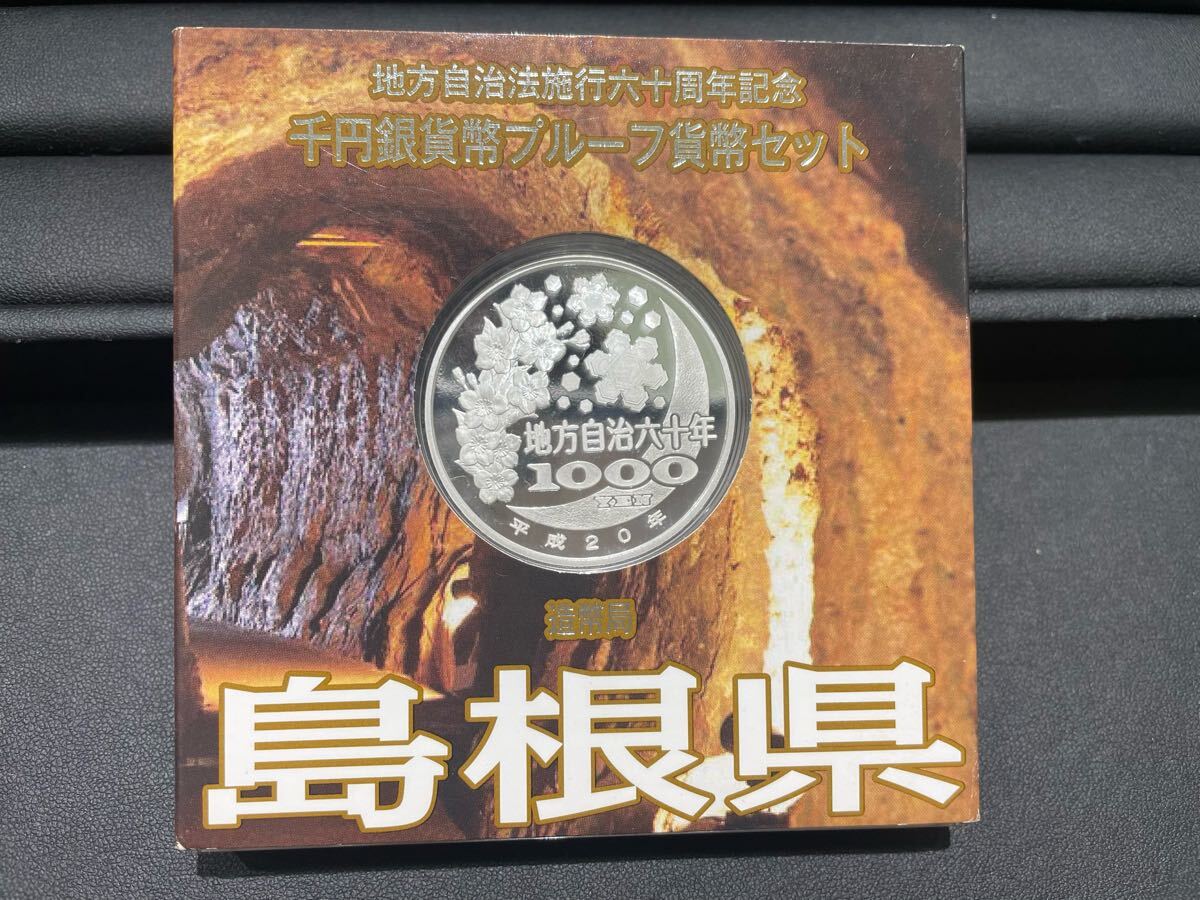 地方自治法施行六十周年記念
千円銀貨幣プルーフ貨幣セット
地方自治六十年
1000
YEN
平成20年
造幣局
島根県